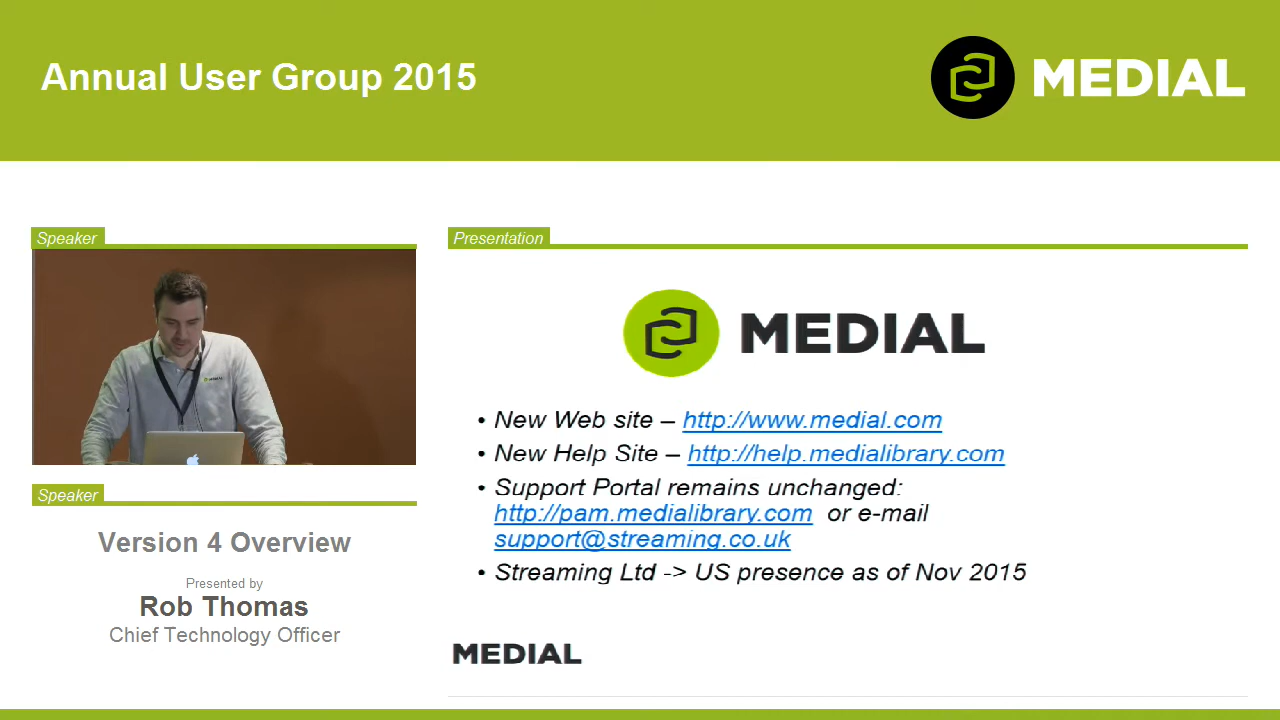 Annual User Group 2015
MEDIAL
Speaker
MEDIAL
Speaker
Version 4 Overview
Presented by
Rob Thomas
Chief Technology Officer
Presentation
MEDIAL
• New Web site – http://www.medial.com
• New Help Site – http://help.medialibrary.com
• Support Portal remains unchanged:
http://pam.medialibrary.com or e-mail
support@streaming.co.uk
• Streaming Ltd -> US presence as of Nov 2015
MEDIAL